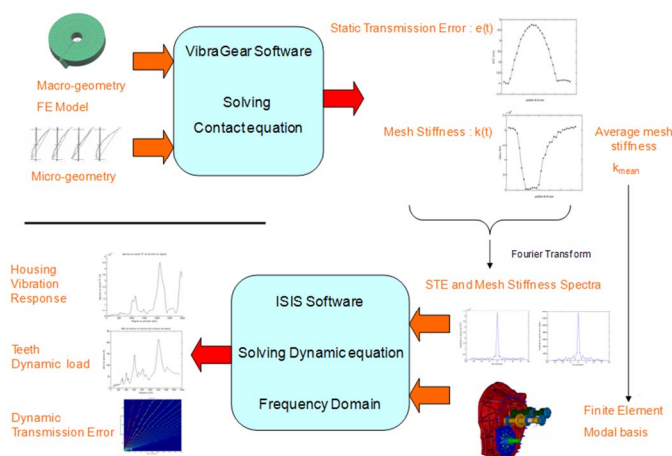 VibraGear Software
Solving
Contact equation
Macro-geometry
FE Model
Micro-geometry
Static Transmission Error : e(t)
Mesh Stiffness : k(t)
Average mesh
stiffness
kmean
Fourier Transform
STE and Mesh Stiffness Spectra
Housing
Vibration
Response
Teeth
Dynamic load
Dynamic
Transmission Error
ISIS Software
Solving Dynamic equation
Frequency Domain
Finite Element
Modal basis